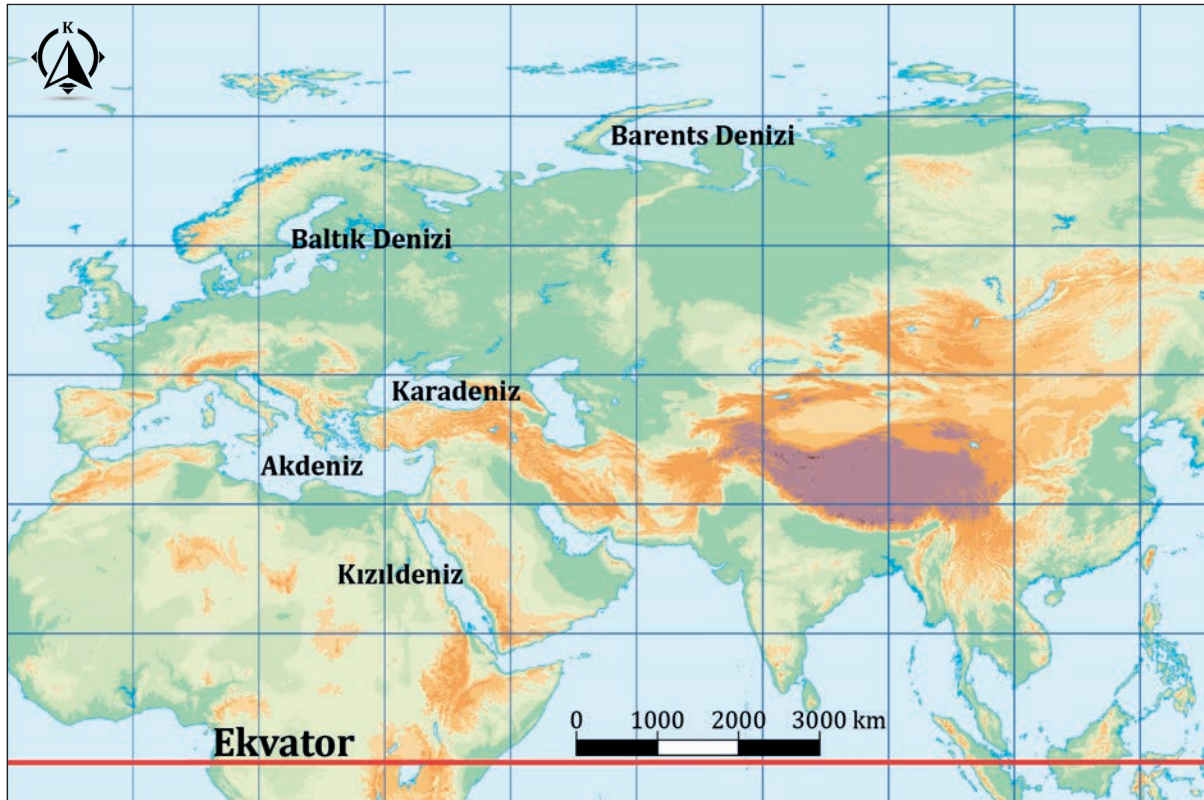 K
Barents Denizi
Baltık Denizi
Karadeniz
Akdeniz
Kızıldeniz
0 1000 2000 3000 km
Ekvator